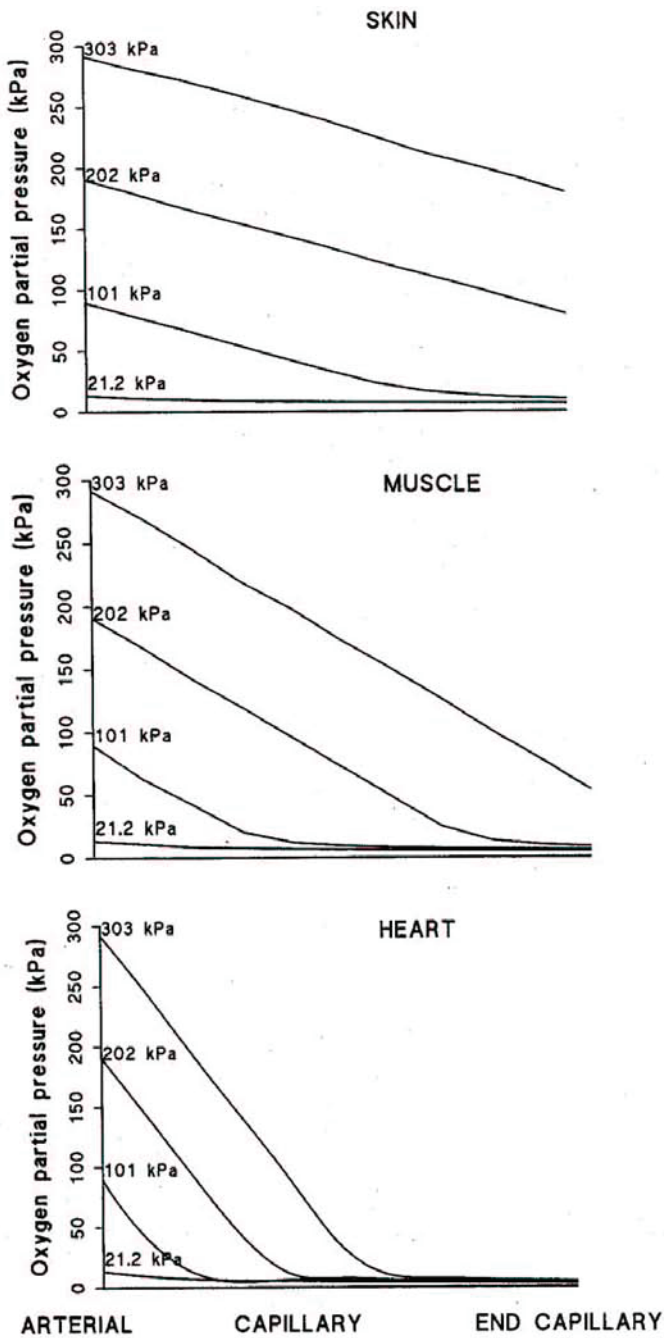 SKIN
Oxygen partial pressure (kPa)
300
250
200
150
100
50
0
303 kPa
202 kPa
101 kPa
21.2 kPa
MUSCLE
Oxygen partial pressure (kPa)
300
250
200
150
100
50
0
303 kPa
202 kPa
101 kPa
21.2 kPa
HEART
Oxygen partial pressure (kPa)
300
250
200
150
100
50
0
303 kPa
202 kPa
101 kPa
21.2 kPa
ARTERIAL CAPILLARY END CAPILLARY